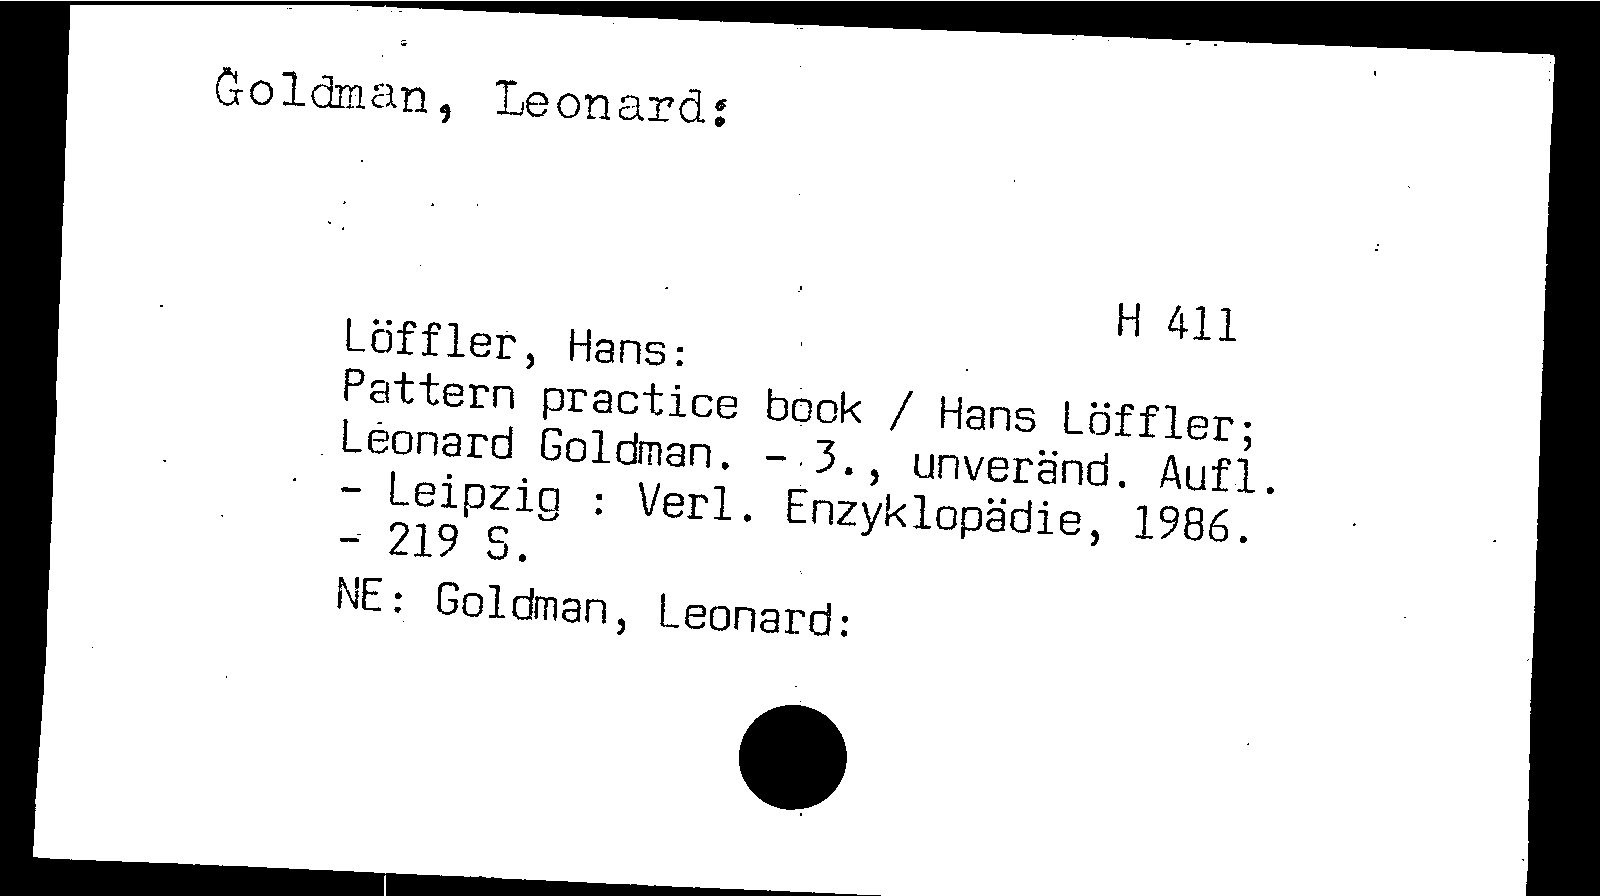 Goldman, Leonard:
H 411
Löffler, Hans:
Pattern practice book / Hans Löffler;
Leonard Goldman. - 3., unveränd. Aufl.
- Leipzig : Verl. Enzyklopädie, 1986.
- 219 S.
NE: Goldman, Leonard: